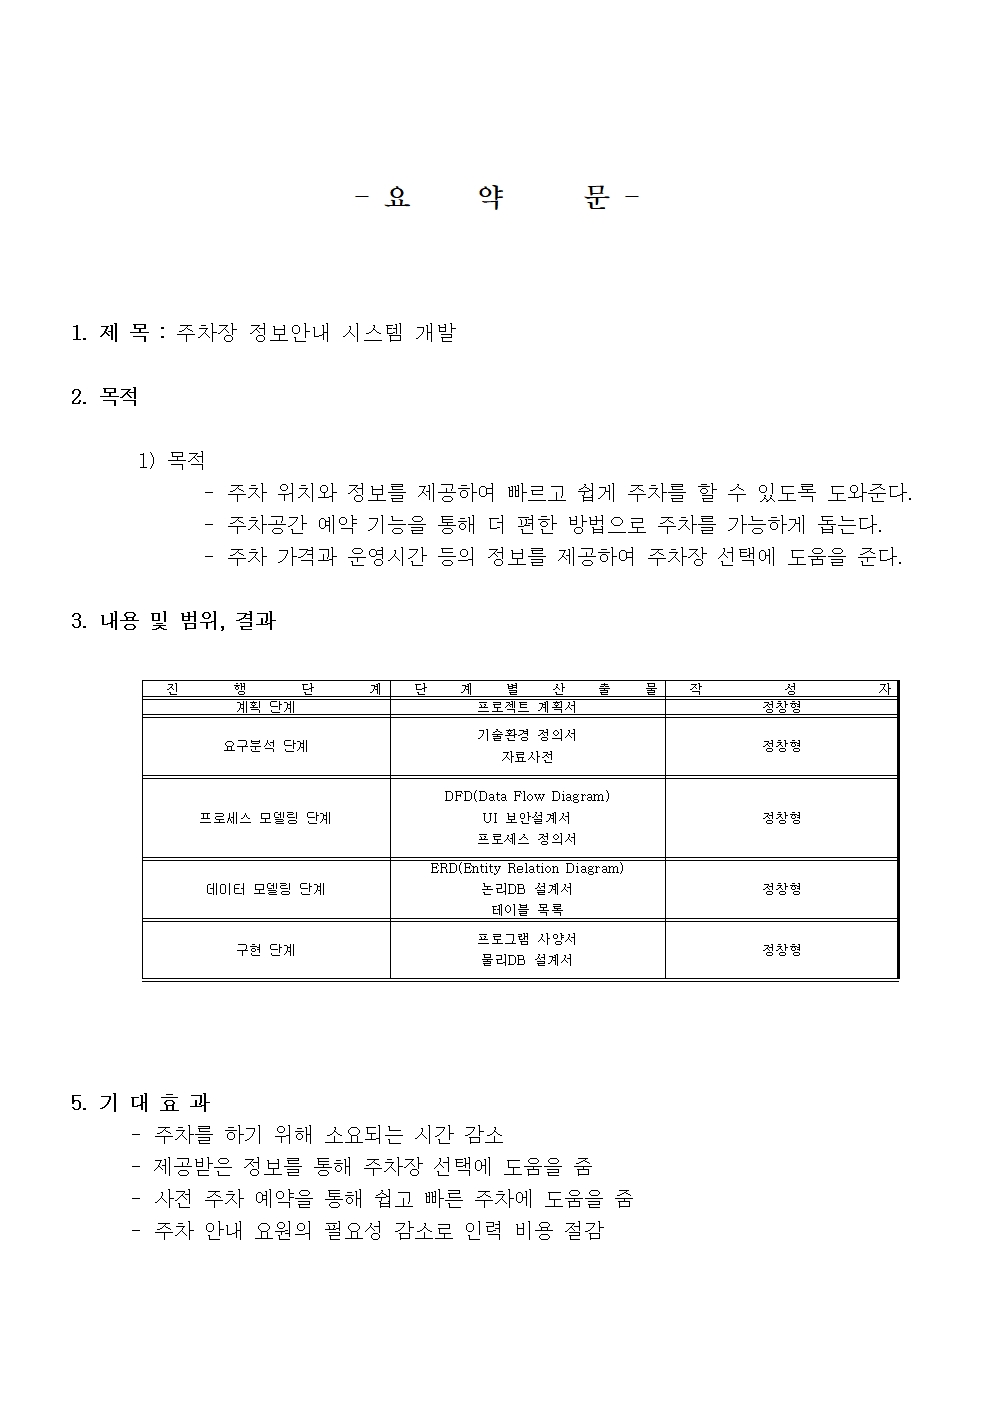 - 요 약 문 -
1. 제 목 : 주차장 정보안내 시스템 개발
2. 목적
1) 목적
- 주차 위치와 정보를 제공하여 빠르고 쉽게 주차를 할 수 있도록 도와준다.
- 주차공간 예약 기능을 통해 더 편한 방법으로 주차를 가능하게 돕는다.
- 주차 가격과 운영시간 등의 정보를 제공하여 주차장 선택에 도움을 준다.
3. 내용 및 범위, 결과
진 행 단 계 단 계 별 산 출 물 작 성 자
계획 단계 프로젝트 계획서 정창형
요구분석 단계 기술환경 정의서 정창형
자료사전
DFD(Data Flow Diagram)
프로세스 모델링 단계 UI 보안설계서 정창형
프로세스 정의서
ERD(Entity Relation Diagram)
데이터 모델링 단계 논리DB 설계서 정창형
테이블 목록
구현 단계 프로그램 사양서 정창형
물리DB 설계서
5. 기 대 효 과
- 주차를 하기 위해 소요되는 시간 감소
- 제공받은 정보를 통해 주차장 선택에 도움을 줌
- 사전 주차 예약을 통해 쉽고 빠른 주차에 도움을 줌
- 주차 안내 요원의 필요성 감소로 인력 비용 절감